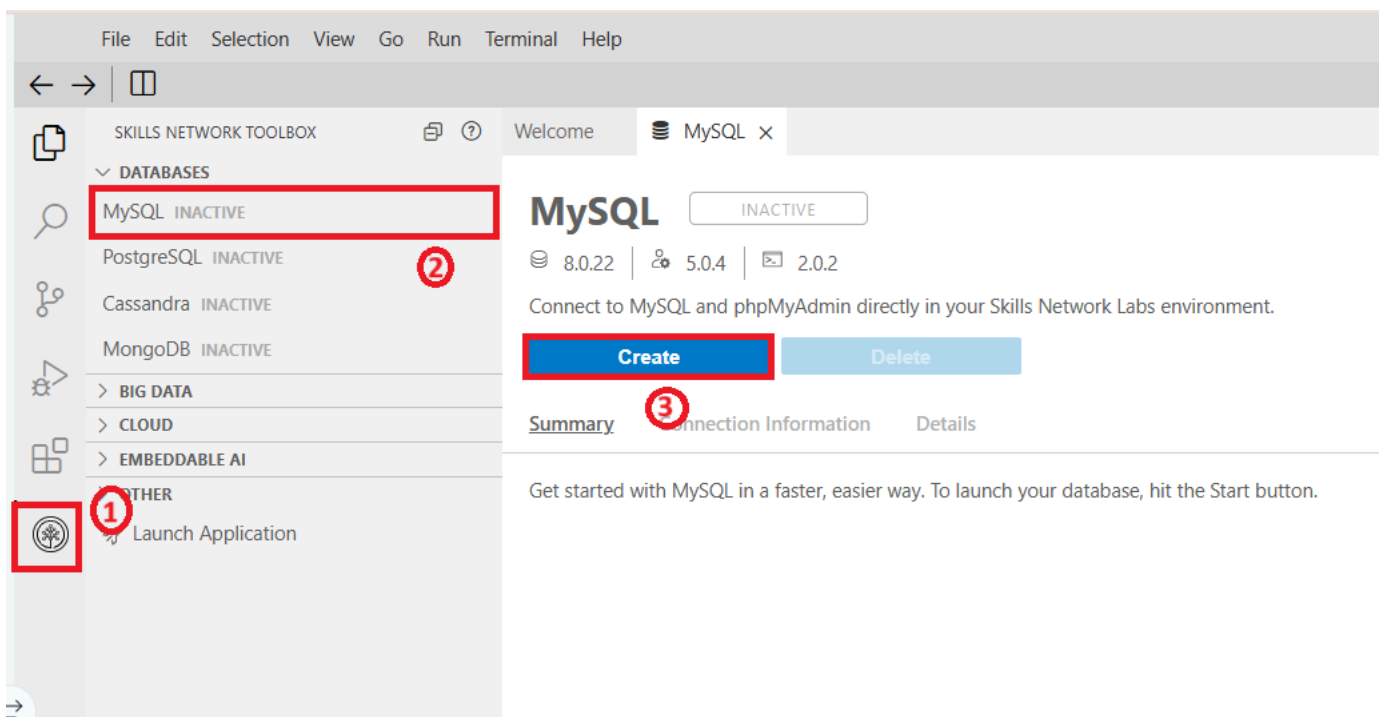 File Edit Selection View Go Run Terminal Help
SKILLS NETWORK TOOLBOX
Welcome MySQL
DATABASES
MySQL INACTIVE
2
PostgreSQL INACTIVE
Cassandra INACTIVE
MongoDB INACTIVE
BIG DATA
CLOUD
EMBEDDABLE AI
OTHER
1
Launch Application
MySQL INACTIVE
8.0.22 5.0.4 2.0.2
Connect to MySQL and phpMyAdmin directly in your Skills Network Labs environment.
Create Delete
3
Summary Connection Information Details
Get started with MySQL in a faster, easier way. To launch your database, hit the Start button.